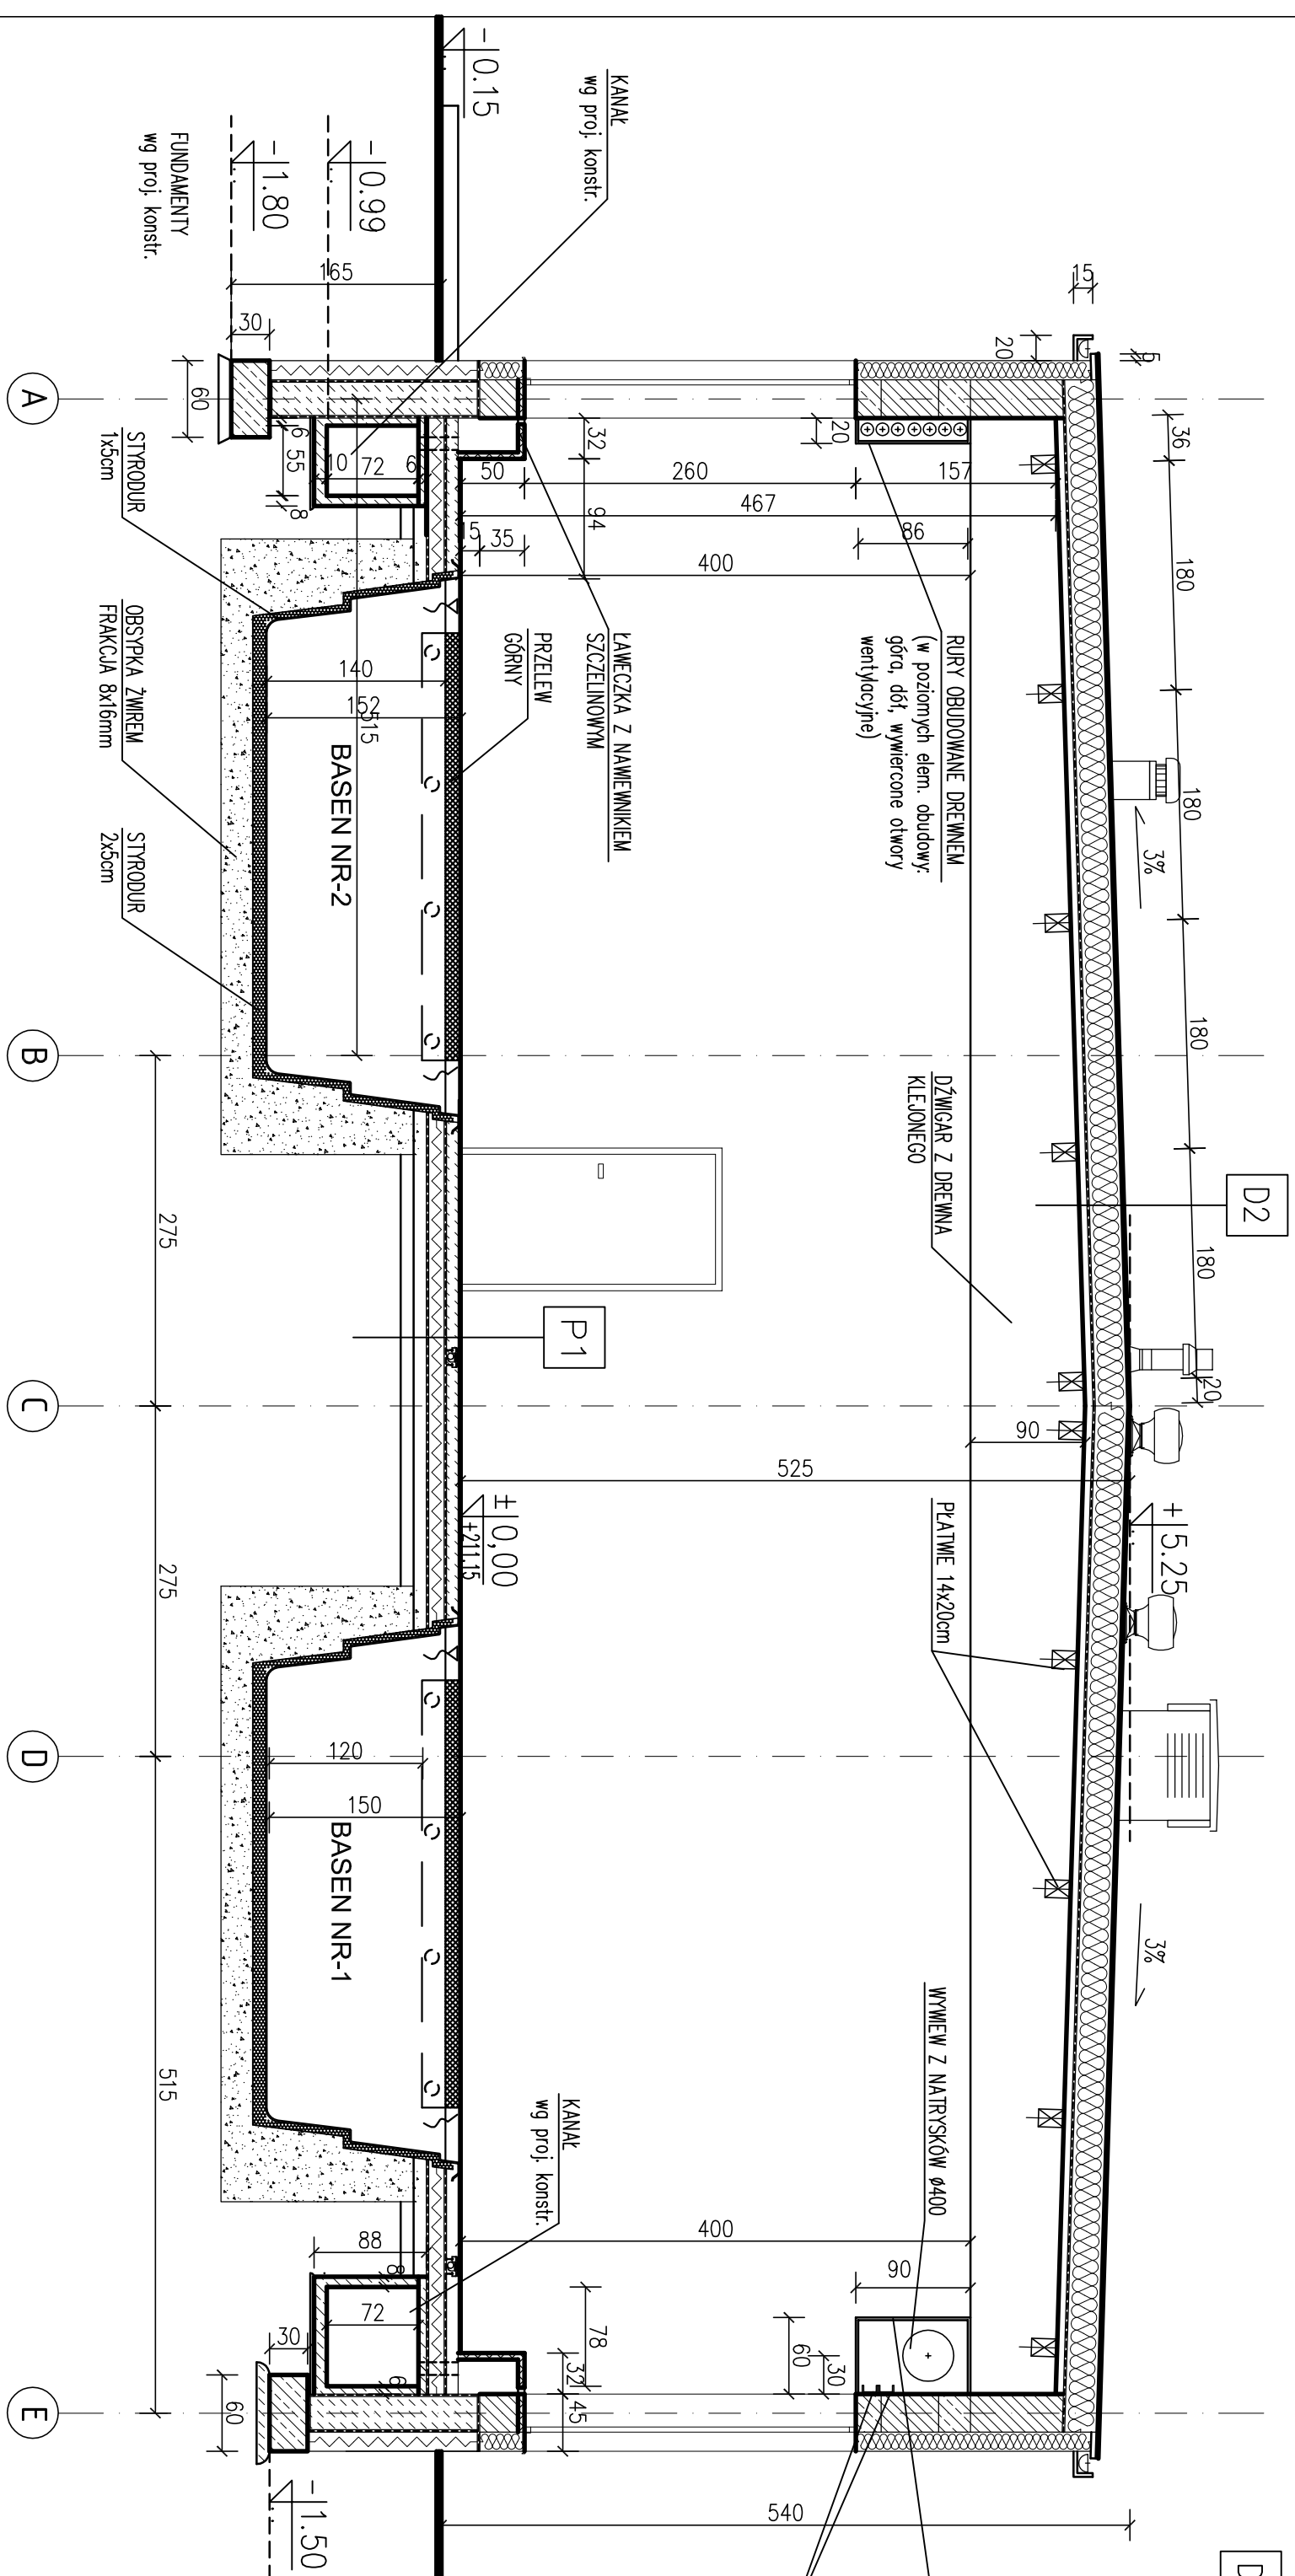 D2
D
36
180
180
180
180
20
3%
3%
+5.25
15
5
20
20
157
467
260
50
86
400
32
94
5
35
90
525
RURY OBUDOWANE DREWNEM
(w poziomych elem. obudowy:
góra, dół, wywiercone otwory
wentylacyjne)
DŹWIGAR Z DREWNA
KLEJONEGO
PŁATWIE 14x20cm
WYWIEW Z NATRYSKÓW ø400
ŁAWECZKA Z NAWIEWNIKIEM
SZCZELINOWYM
PRZELEW
GÓRNY
P1
±0,00
+211.15
400
90
60
30
78
32
45
540
KANAŁ
wg proj. konstr.
KANAŁ
wg proj. konstr.
-0.15
-0.99
-1.80
FUNDAMENTY
wg proj. konstr.
165
30
60
6
55
8
10
72
6
140
152
515
BASEN NR-2
120
150
BASEN NR-1
88
8
72
6
30
60
-1.50
275
275
515
STYRODUR
1x5cm
OBSYPKA ŻWIREM
FRAKCJA 8x16mm
STYRODUR
2x5cm
A
B
C
D
E